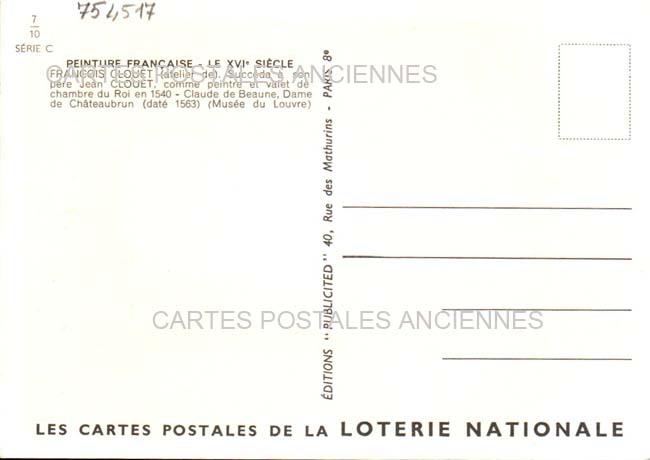 754517
7
10
SÉRIE C
PEINTURE FRANÇAISE - LE XVIe SIÈCLE
FRANÇOIS CLOUET (atelier de). Succéda à son
père Jean CLOUET, comme peintre et valet de
chambre du Roi en 1540 - Claude de Beaune, Dame
de Châteaubrun (daté 1563) (Musée du Louvre)
CARTES POSTALES ANCIENNES
ÉDITIONS "PUBLICITED" 40, Rue des Mathurins - PARIS 8e
CARTES POSTALES ANCIENNES
LES CARTES POSTALES DE LA LOTERIE NATIONALE